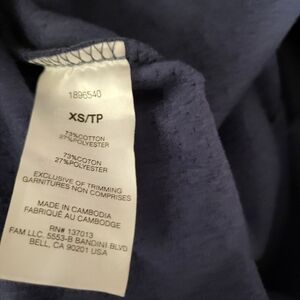 1896540
XS/TP
73%COTTON
27%POLYESTER
73%COTON
27%POLYESTER
EXCLUSIVE OF TRIMMING
GARNITURES NON COMPRISES
MADE IN CAMBODIA
FABRIQUÉ AU CAMBODGE
RN# 137013
FAM LLC. 5553-B BANDINI BLVD
BELL, CA 90201 USA